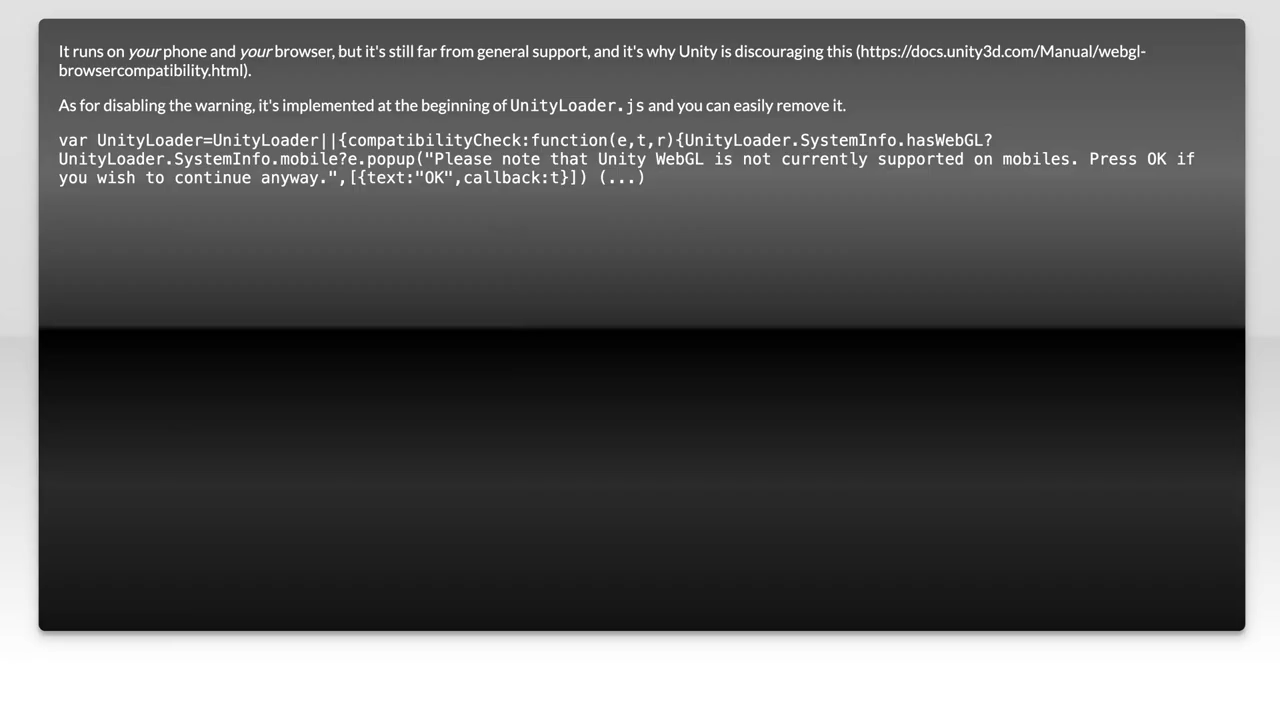 It runs on your phone and your browser, but it's still far from general support, and it's why Unity is discouraging this (https://docs.unity3d.com/Manual/webgl-
browsercompatibility.html).
As for disabling the warning, it's implemented at the beginning of UnityLoader.js and you can easily remove it.
var UnityLoader=UnityLoader||{compatibilityCheck:function(e,t,r){UnityLoader.SystemInfo.hasWebGL?
UnityLoader.SystemInfo.mobile?e.popup("Please note that Unity WebGL is not currently supported on mobiles. Press OK if
you wish to continue anyway.",[{text:"OK",callback:t}]) (...)